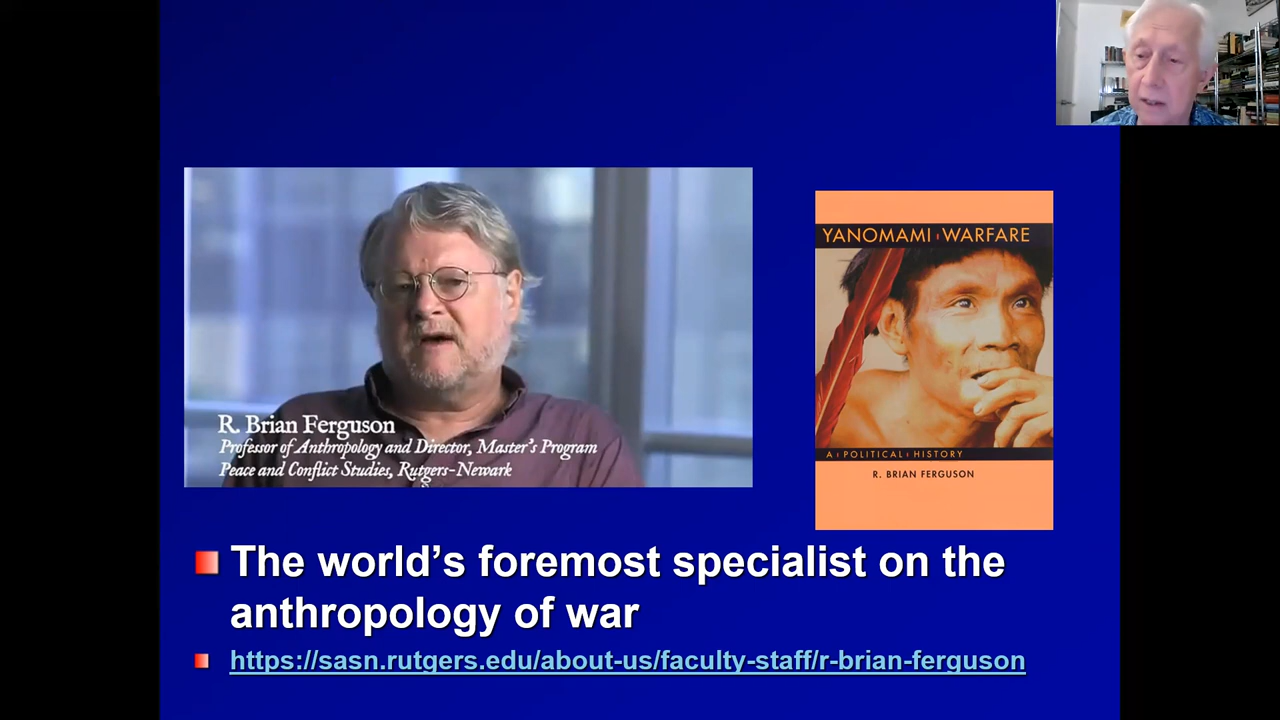 R. Brian Ferguson
Professor of Anthropology and Director, Master's Program
Peace and Conflict Studies, Rutgers-Newark
YANOMAMI WARFARE
A POLITICAL HISTORY
R. BRIAN FERGUSON
The world's foremost specialist on the
anthropology of war
https://sasn.rutgers.edu/about-us/faculty-staff/r-brian-ferguson